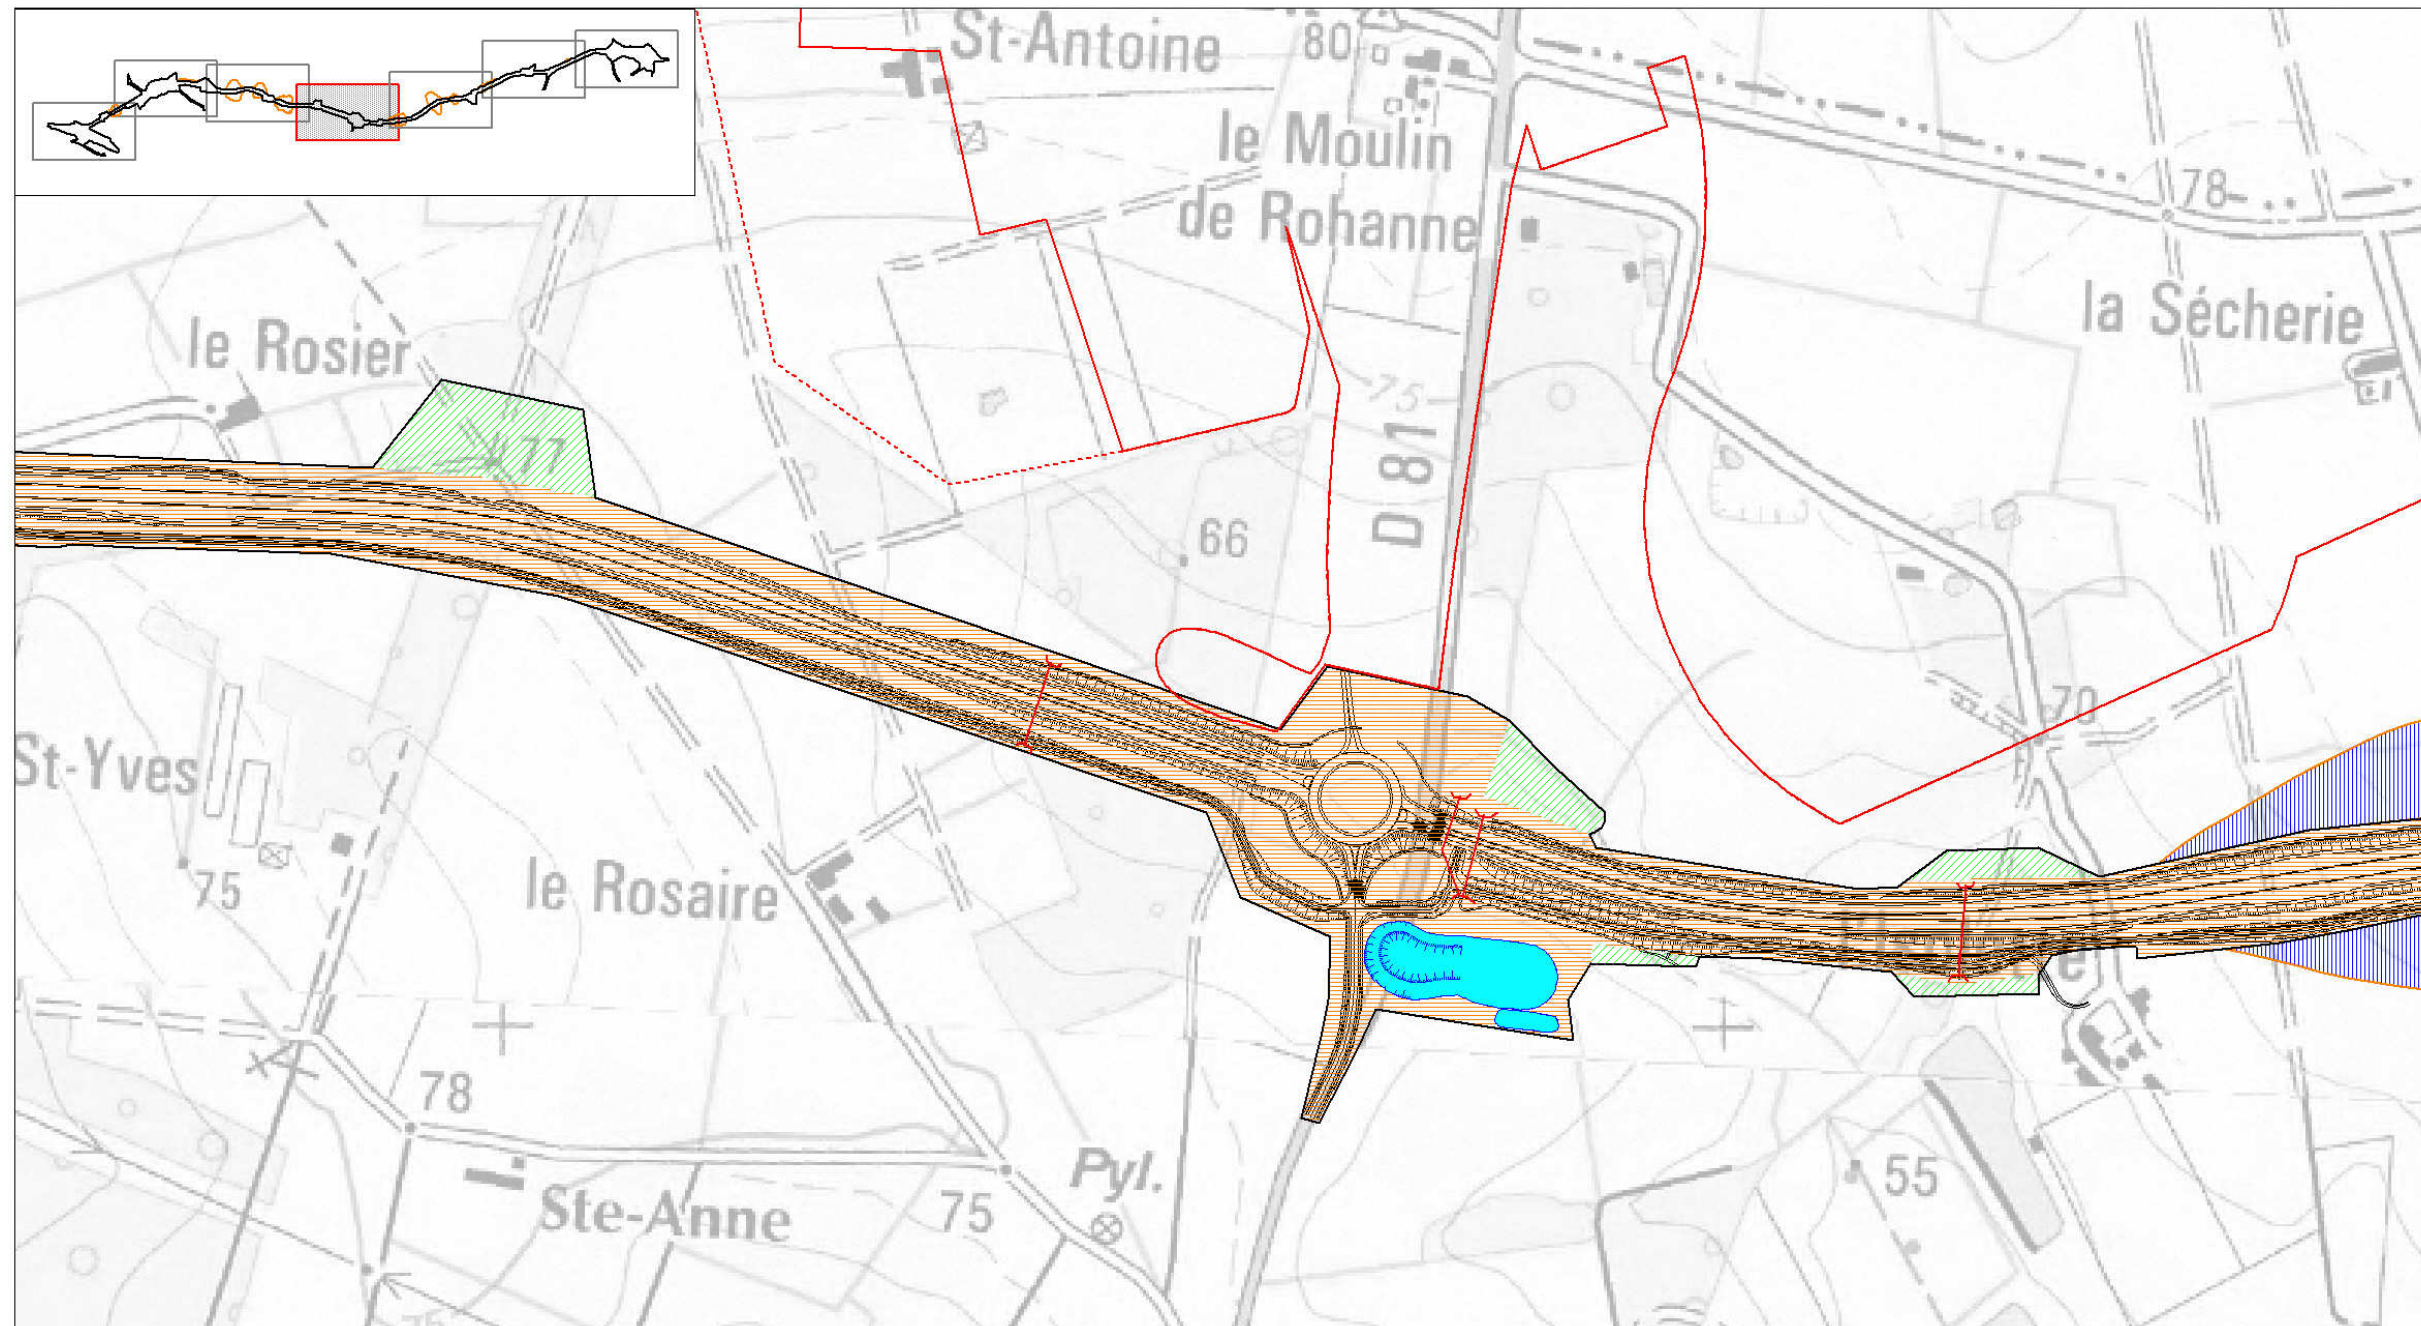 St-Antoine
80
le Moulin
de Rohanne
78
la Sécherie
le Rosier
75
77
D 81
66
70
St-Yves
75
le Rosaire
78
Ste-Anne
75
Pyl.
55
75